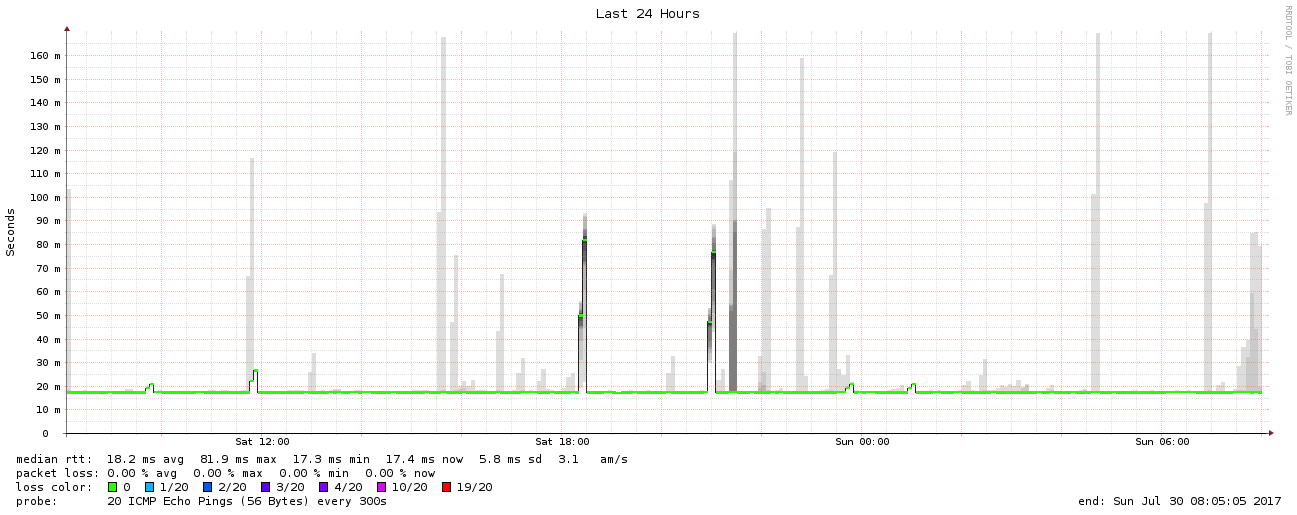 Last 24 Hours
RRDTOOL / TOBI OETIKER
Seconds
160 m
150 m
140 m
130 m
120 m
110 m
100 m
90 m
80 m
70 m
60 m
50 m
40 m
30 m
20 m
10 m
0
Sat 12:00 Sat 18:00 Sun 00:00 Sun 06:00
median rtt: 18.2 ms avg 81.9 ms max 17.3 ms min 17.4 ms now 5.8 ms sd 3.1 am/s
packet loss: 0.00 % avg 0.00 % max 0.00 % min 0.00 % now
loss color: 0 1/20 2/20 3/20 4/20 10/20 19/20
probe: 20 ICMP Echo Pings (56 Bytes) every 300s end: Sun Jul 30 08:05:05 2017